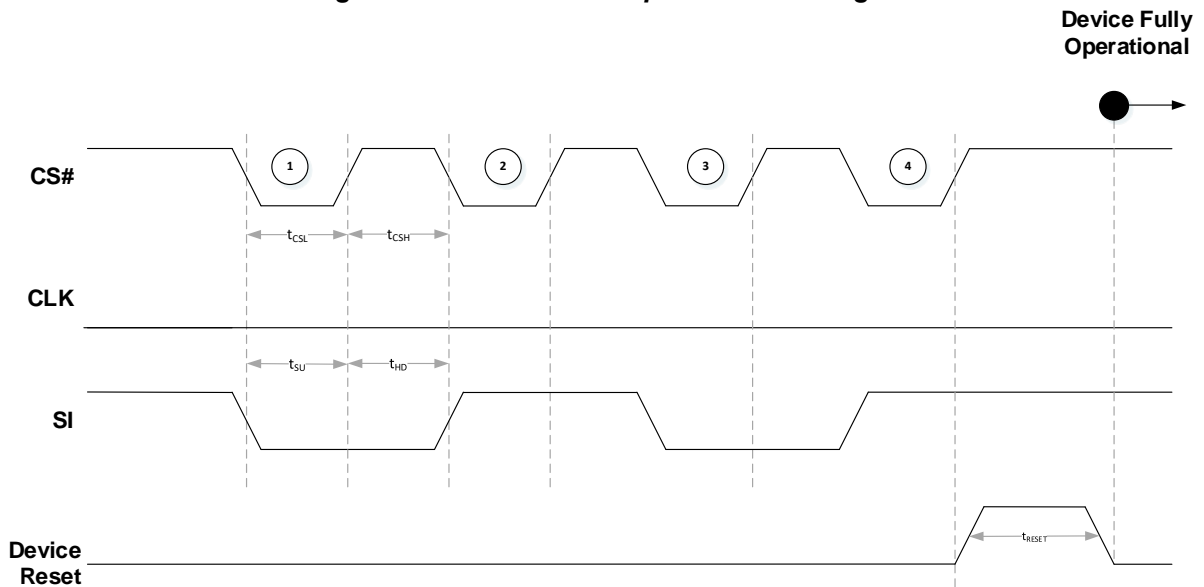 Device Fully
Operational
CS#
1
2
3
4
tCSL
tCSH
CLK
tSU
tHD
SI
Device
Reset
tRESET